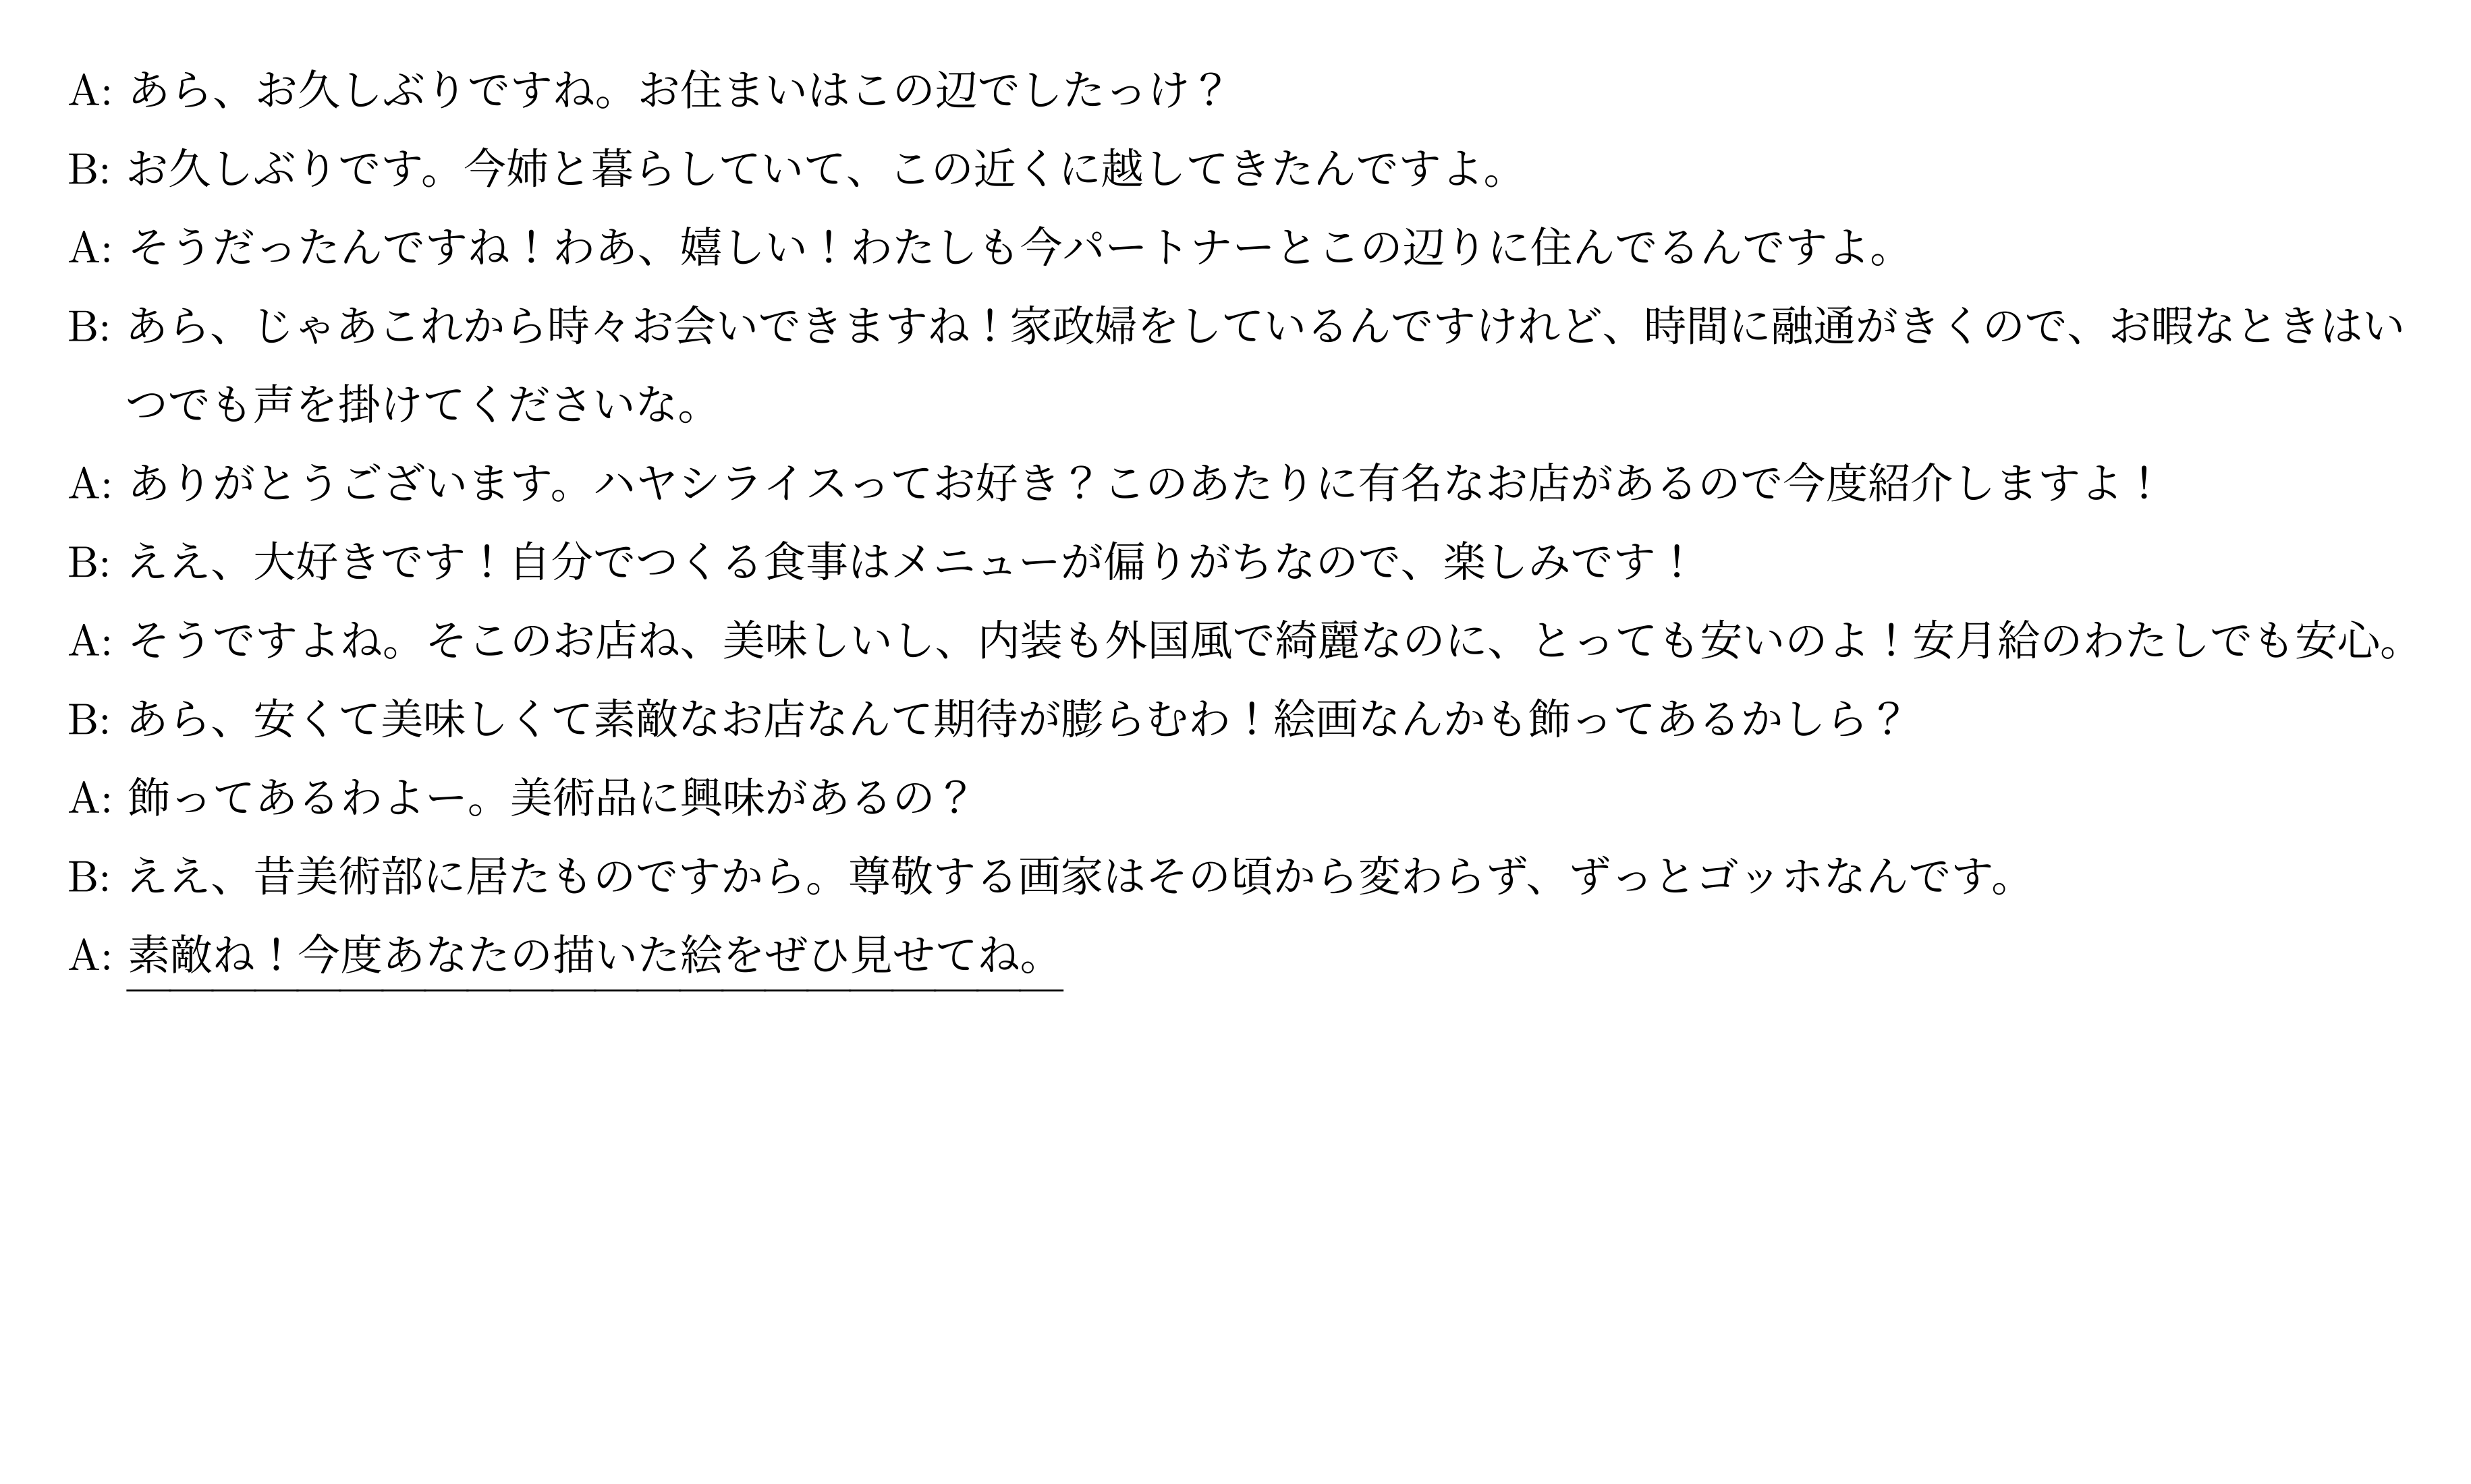 A: あら、お久しぶりですね。お住まいはこの辺でしたっけ？
B: お久しぶりです。今姉と暮らしていて、この近くに越してきたんですよ。
A: そうだったんですね！わあ、嬉しい！わたしも今パートナーとこの辺りに住んでるんですよ。
B: あら、じゃあこれから時々お会いできますね！家政婦をしているんですけれど、時間に融通がきくので、お暇なときはい
つでも声を掛けてくださいな。
A: ありがとうございます。ハヤシライスってお好き？このあたりに有名なお店があるので今度紹介しますよ！
B: ええ、大好きです！自分でつくる食事はメニューが偏りがちなので、楽しみです！
A: そうですよね。そこのお店ね、美味しいし、内装も外国風で綺麗なのに、とっても安いのよ！安月給のわたしでも安心。
B: あら、安くて美味しくて素敵なお店なんて期待が膨らむわ！絵画なんかも飾ってあるかしら？
A: 飾ってあるわよー。美術品に興味があるの？
B: ええ、昔美術部に居たものですから。尊敬する画家はその頃から変わらず、ずっとゴッホなんです。
A: 素敵ね！今度あなたの描いた絵をぜひ見せてね。